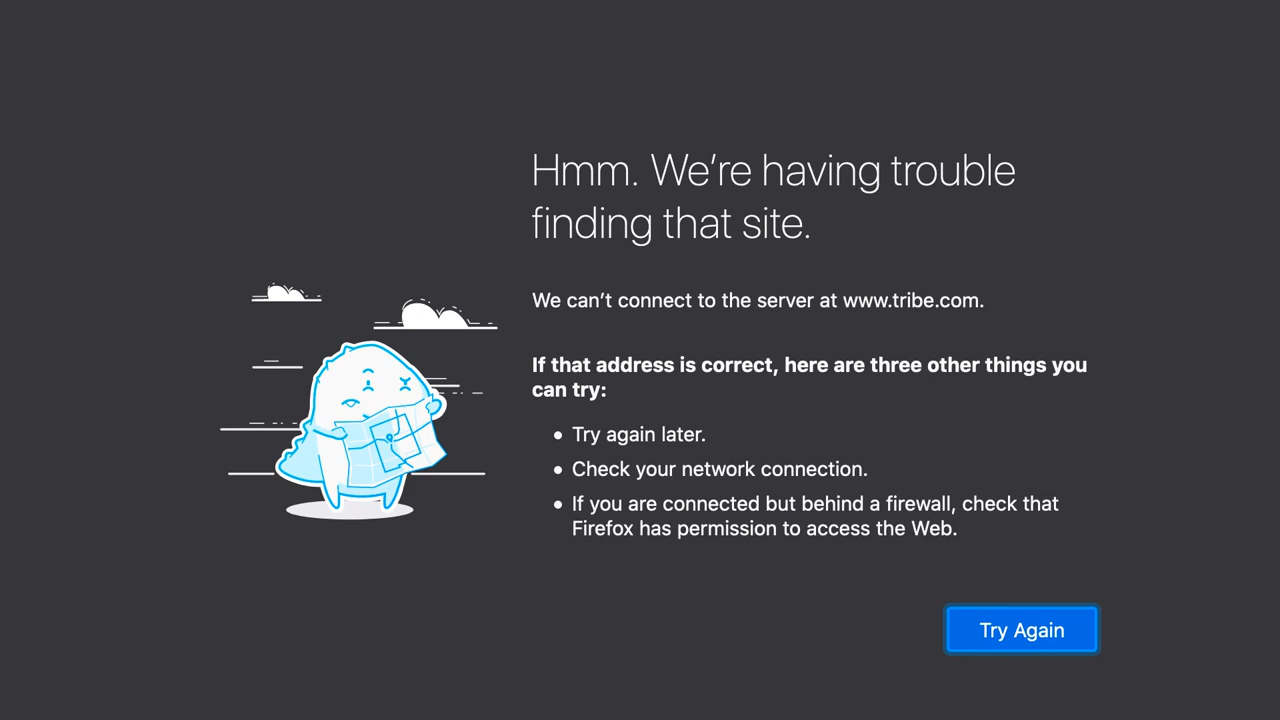 Hmm. We’re having trouble
finding that site.
We can’t connect to the server at www.tribe.com.
If that address is correct, here are three other things you
can try:
• Try again later.
• Check your network connection.
• If you are connected but behind a firewall, check that
Firefox has permission to access the Web.
Try Again